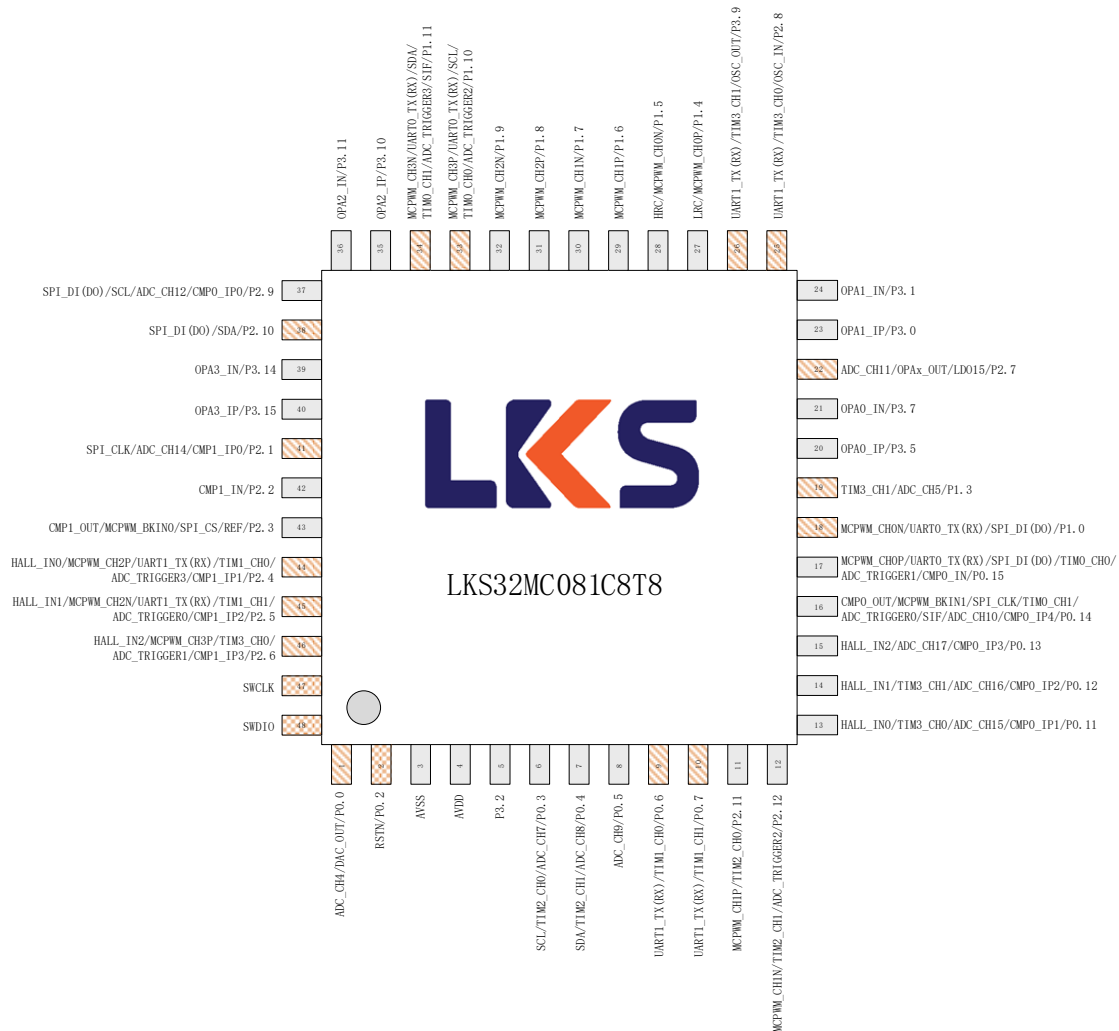 MCPWM_CH3N/UART0_TX(RX)/SDA/
TIM0_CH1/ADC_TRIGGER3/SIF/P1.11
MCPWM_CH3P/UART0_TX(RX)/SCL/
TIM0_CH0/ADC_TRIGGER2/P1.10
UART1_TX(RX)/TIM3_CH1/OSC_OUT/P3.9
UART1_TX(RX)/TIM3_CH0/OSC_IN/P2.8
OPA2_IN/P3.11
OPA2_IP/P3.10
MCPWM_CH2N/P1.9
MCPWM_CH2P/P1.8
MCPWM_CH1N/P1.7
MCPWM_CH1P/P1.6
HRC/MCPWM_CH0N/P1.5
LRC/MCPWM_CH0P/P1.4
36
35
34
33
32
31
30
29
28
27
26
25
SPI_DI(DO)/SCL/ADC_CH12/CMP0_IP0/P2.9
37
SPI_DI(DO)/SDA/P2.10
38
OPA3_IN/P3.14
39
OPA3_IP/P3.15
40
SPI_CLK/ADC_CH14/CMP1_IP0/P2.1
41
CMP1_IN/P2.2
42
CMP1_OUT/MCPWM_BKIN0/SPI_CS/REF/P2.3
43
HALL_IN0/MCPWM_CH2P/UART1_TX(RX)/TIM1_CH0/
ADC_TRIGGER3/CMP1_IP1/P2.4
44
HALL_IN1/MCPWM_CH2N/UART1_TX(RX)/TIM1_CH1/
ADC_TRIGGER0/CMP1_IP2/P2.5
45
HALL_IN2/MCPWM_CH3P/TIM3_CH0/
ADC_TRIGGER1/CMP1_IP3/P2.6
46
SWCLK
47
SWDIO
48
LKS
LKS32MC081C8T8
24
OPA1_IN/P3.1
23
OPA1_IP/P3.0
22
ADC_CH11/OPAx_OUT/LDO15/P2.7
21
OPA0_IN/P3.7
20
OPA0_IP/P3.5
19
TIM3_CH1/ADC_CH5/P1.3
18
MCPWM_CH0N/UART0_TX(RX)/SPI_DI(DO)/P1.0
17
MCPWM_CH0P/UART0_TX(RX)/SPI_DI(DO)/TIM0_CH0/
ADC_TRIGGER1/CMP0_IN/P0.15
16
CMP0_OUT/MCPWM_BKIN1/SPI_CLK/TIM0_CH1/
ADC_TRIGGER0/SIF/ADC_CH10/CMP0_IP4/P0.14
15
HALL_IN2/ADC_CH17/CMP0_IP3/P0.13
14
HALL_IN1/TIM3_CH1/ADC_CH16/CMP0_IP2/P0.12
13
HALL_IN0/TIM3_CH0/ADC_CH15/CMP0_IP1/P0.11
1
2
3
4
5
6
7
8
9
10
11
12
ADC_CH4/DAC_OUT/P0.0
RSTN/P0.2
AVSS
AVDD
P3.2
SCL/TIM2_CH0/ADC_CH7/P0.3
SDA/TIM2_CH1/ADC_CH8/P0.4
ADC_CH9/P0.5
UART1_TX(RX)/TIM1_CH0/P0.6
UART1_TX(RX)/TIM1_CH1/P0.7
MCPWM_CH1P/TIM2_CH0/P2.11
MCPWM_CH1N/TIM2_CH1/ADC_TRIGGER2/P2.12